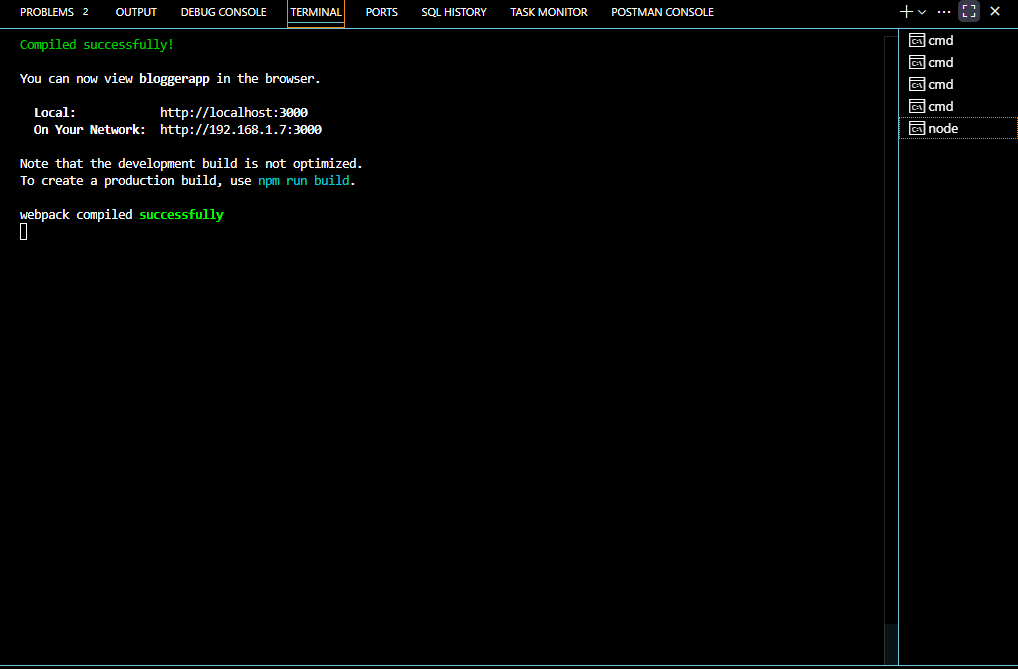 PROBLEMS 2 OUTPUT DEBUG CONSOLE TERMINAL PORTS SQL HISTORY TASK MONITOR POSTMAN CONSOLE
Compiled successfully!
You can now view bloggerapp in the browser.
Local: http://localhost:3000
On Your Network: http://192.168.1.7:3000
Note that the development build is not optimized.
To create a production build, use npm run build.
webpack compiled successfully
cmd
cmd
cmd
cmd
node